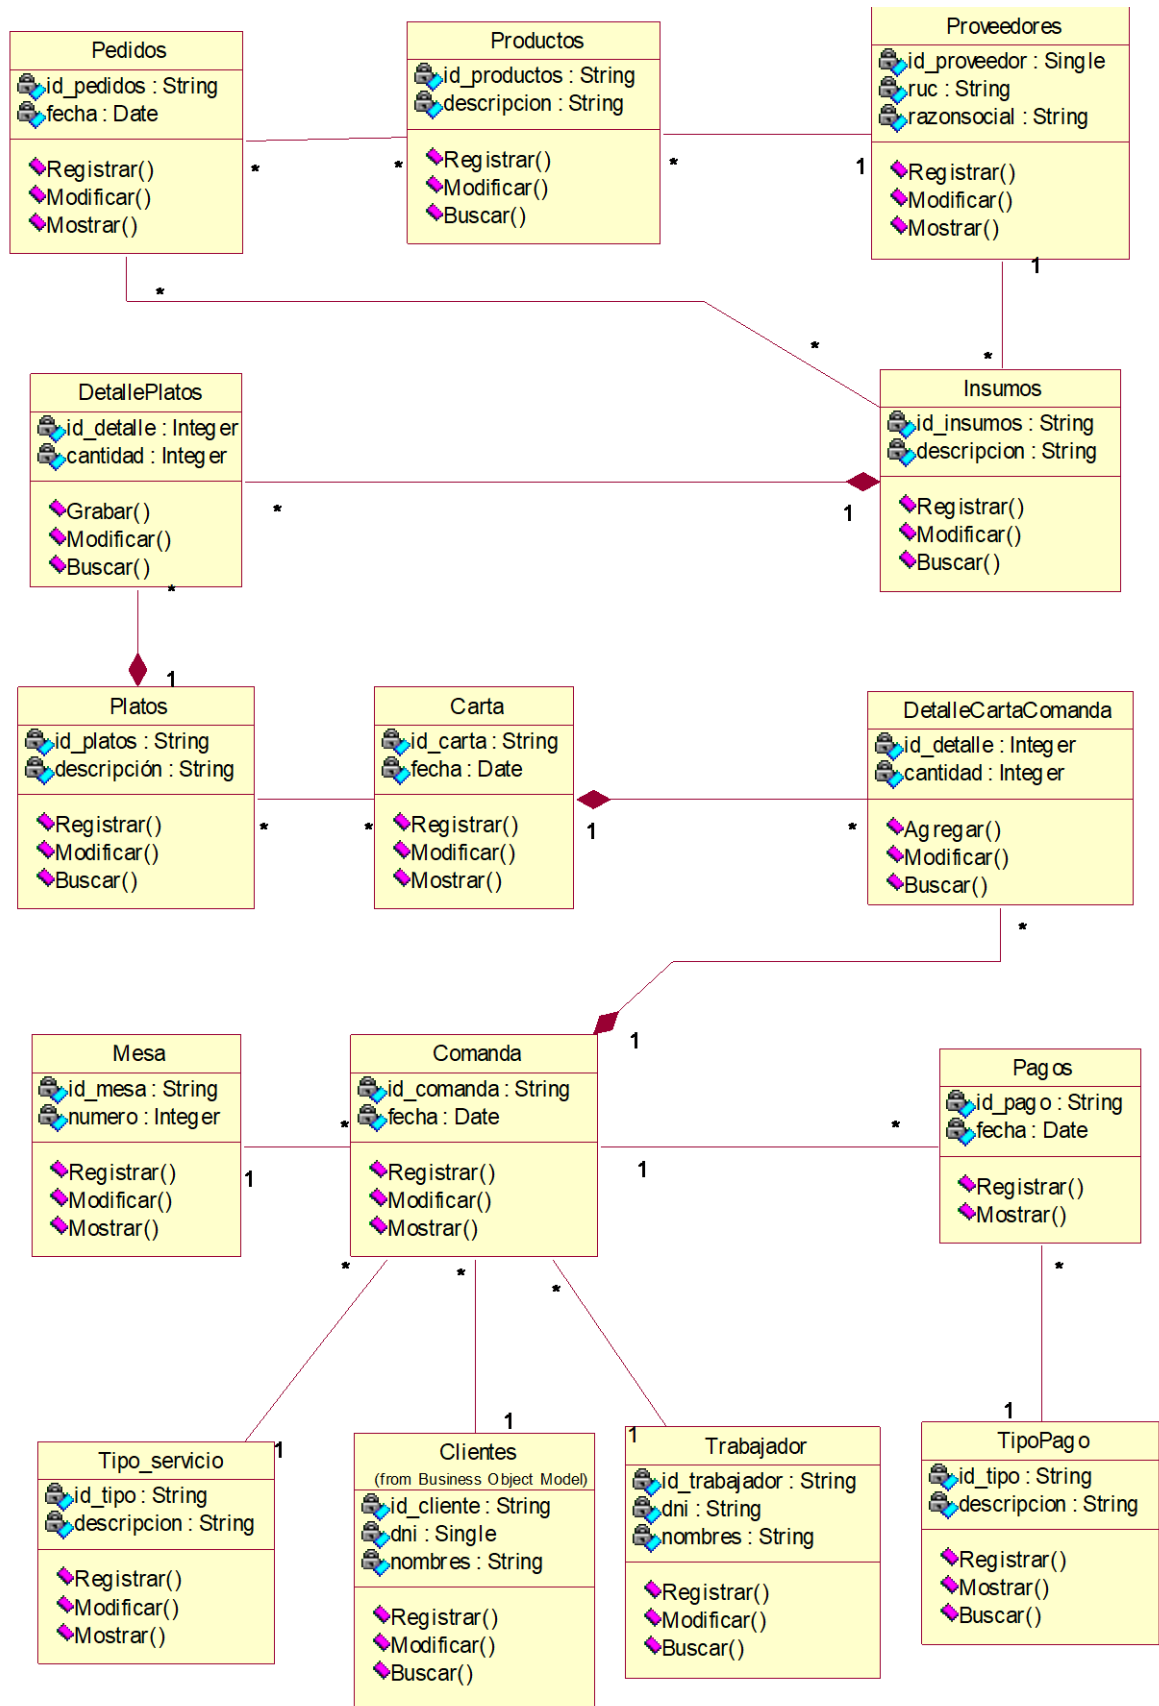 Pedidos
id_pedidos : String
fecha : Date
Registrar()
Modificar()
Mostrar()
*
Productos
id_productos : String
descripcion : String
Registrar()
Modificar()
Buscar()
*
*
Proveedores
id_proveedor : Single
ruc : String
razonsocial : String
Registrar()
Modificar()
Mostrar()
1
1
*
*
*
DetallePlatos
id_detalle : Integer
cantidad : Integer
Grabar()
Modificar()
Buscar()
*
*
Insumos
id_insumos : String
descripcion : String
Registrar()
Modificar()
Buscar()
1
1
Platos
id_platos : String
descripción : String
Registrar()
Modificar()
Buscar()
*
*
Carta
id_carta : String
fecha : Date
Registrar()
Modificar()
Mostrar()
1
*
DetalleCartaComanda
id_detalle : Integer
cantidad : Integer
Agregar()
Modificar()
Buscar()
*
1
Mesa
id_mesa : String
numero : Integer
Registrar()
Modificar()
Mostrar()
1
*
Comanda
id_comanda : String
fecha : Date
Registrar()
Modificar()
Mostrar()
1
*
Pagos
id_pago : String
fecha : Date
Registrar()
Mostrar()
*
*
*
*
1
1
1
1
Tipo_servicio
id_tipo : String
descripcion : String
Registrar()
Modificar()
Mostrar()
Clientes
(from Business Object Model)
id_cliente : String
dni : Single
nombres : String
Registrar()
Modificar()
Buscar()
Trabajador
id_trabajador : String
dni : String
nombres : String
Registrar()
Modificar()
Buscar()
TipoPago
id_tipo : String
descripcion : String
Registrar()
Mostrar()
Buscar()